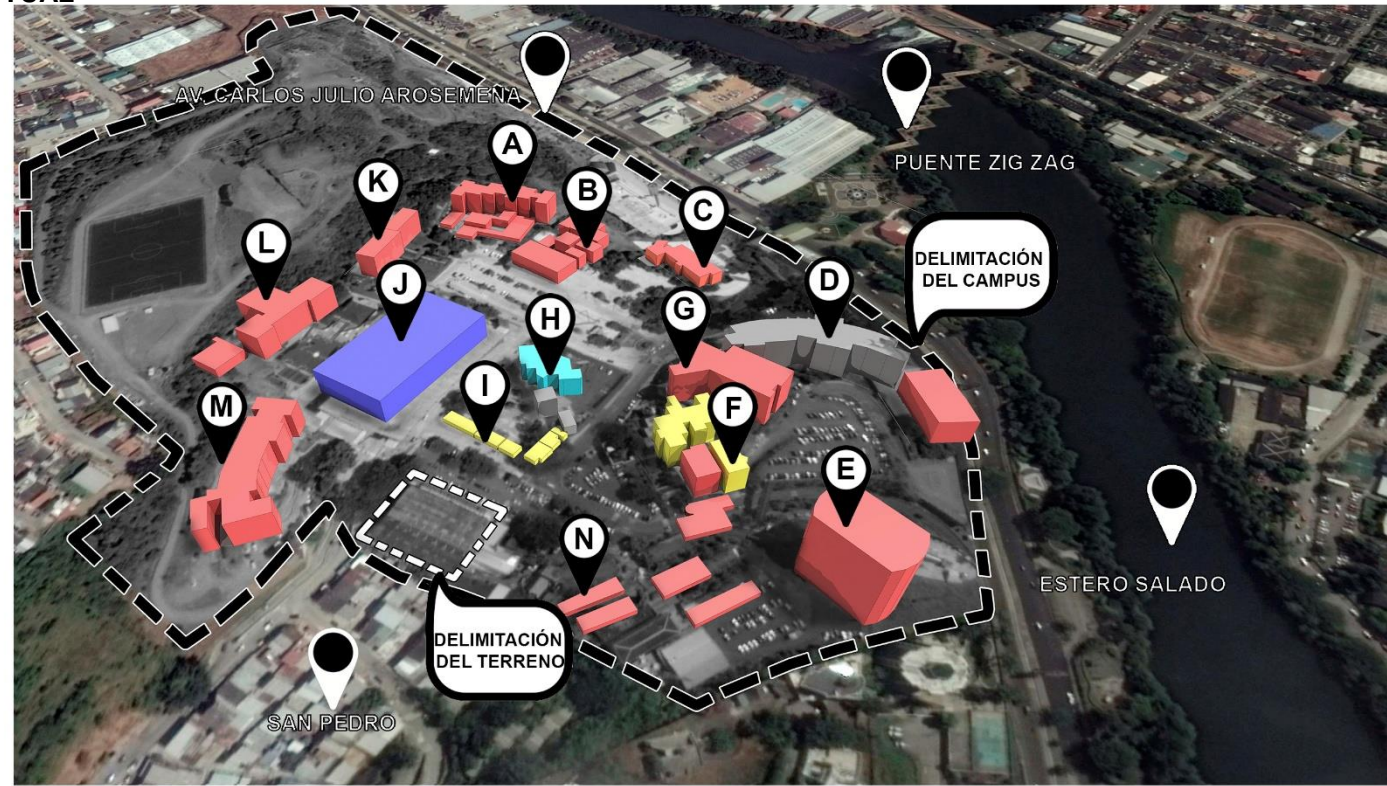 AV. CARLOS JULIO AROSEMENA
A
PUENTE ZIG ZAG
K
B
C
L
DELIMITACIÓN
DEL CAMPUS
D
J
H
G
I
M
F
E
N
ESTERO SALADO
DELIMITACIÓN
DEL TERRENO
SAN PEDRO